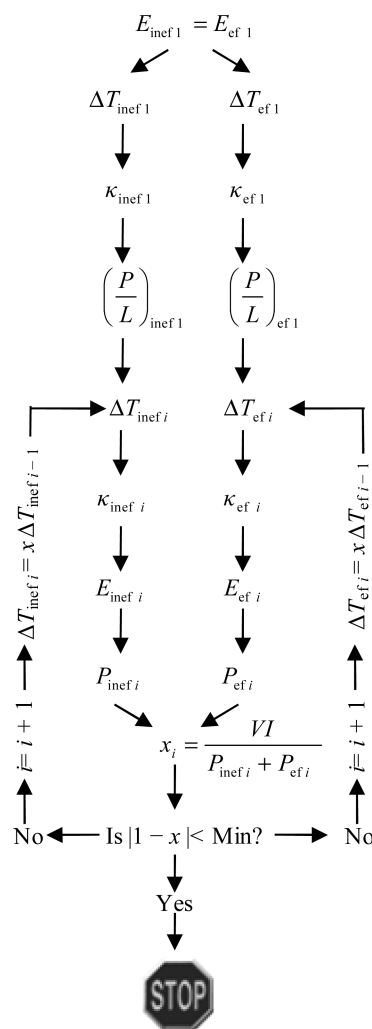 E_inef 1 = E_ef 1
ΔT_inef 1 ΔT_ef 1
κ_inef 1 κ_ef 1
(P/L)_inef 1 (P/L)_ef 1
ΔT_inef i ΔT_ef i
κ_inef i κ_ef i
E_inef i E_ef i
P_inef i P_ef i
x_i = VI / (P_inef i + P_ef i)
No Is |1 − x| < Min? No
i = i + 1
ΔT_inef i = x ΔT_inef i − 1
i = i + 1
ΔT_ef i = x ΔT_ef i − 1
Yes
STOP